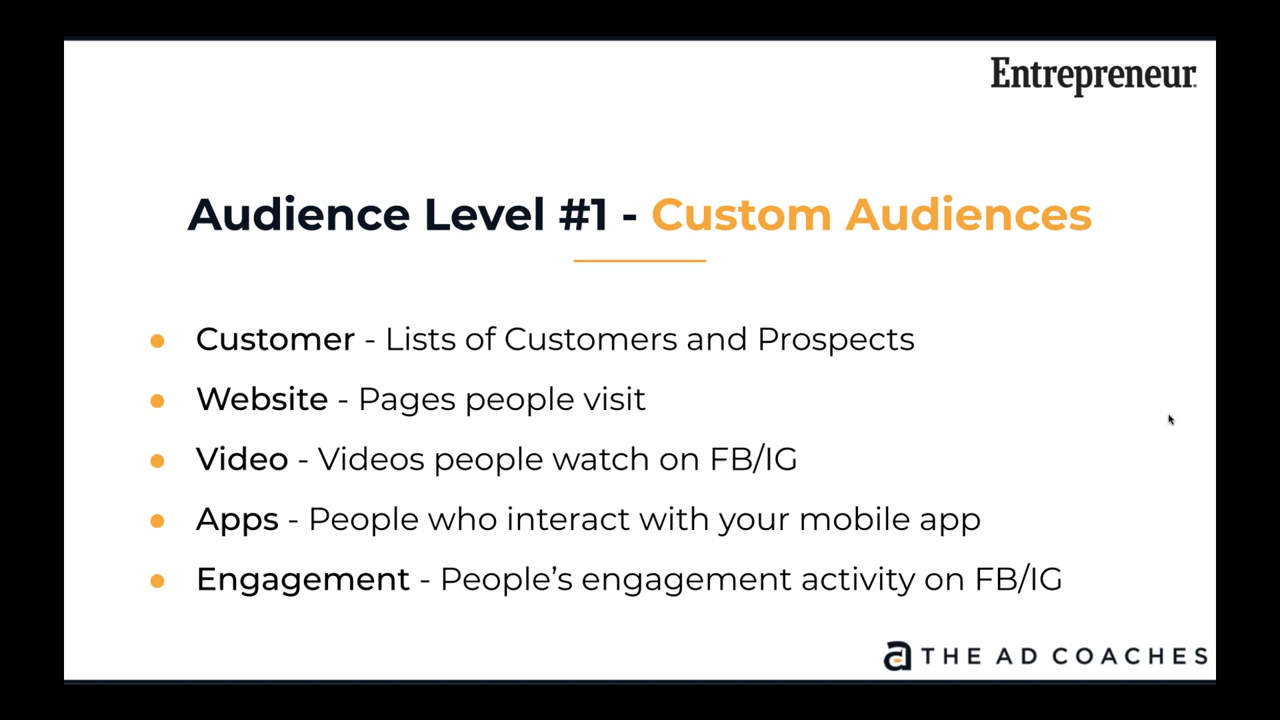 Entrepreneur
Audience Level #1 - Custom Audiences
● Customer - Lists of Customers and Prospects
● Website - Pages people visit
● Video - Videos people watch on FB/IG
● Apps - People who interact with your mobile app
● Engagement - People’s engagement activity on FB/IG
a THE AD COACHES